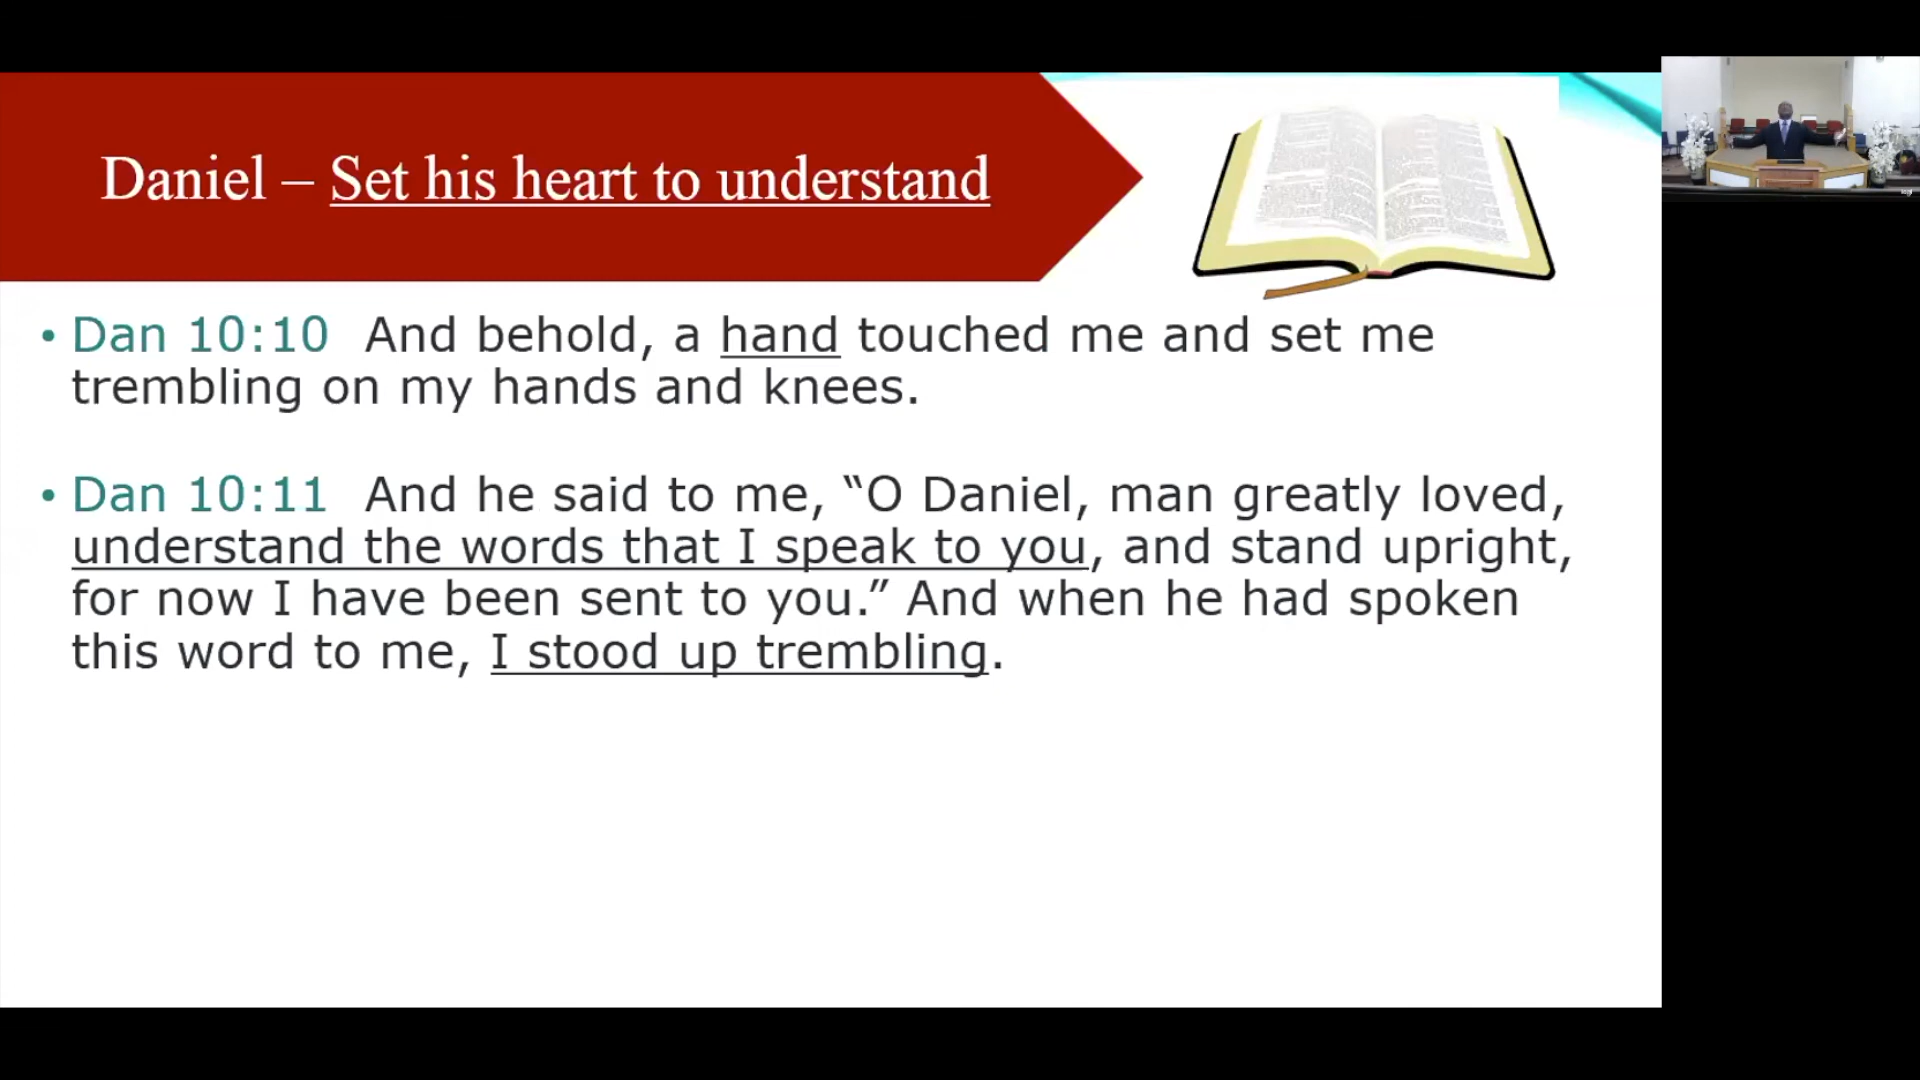 Daniel – Set his heart to understand
• Dan 10:10 And behold, a hand touched me and set me
trembling on my hands and knees.
• Dan 10:11 And he said to me, “O Daniel, man greatly loved,
understand the words that I speak to you, and stand upright,
for now I have been sent to you.” And when he had spoken
this word to me, I stood up trembling.